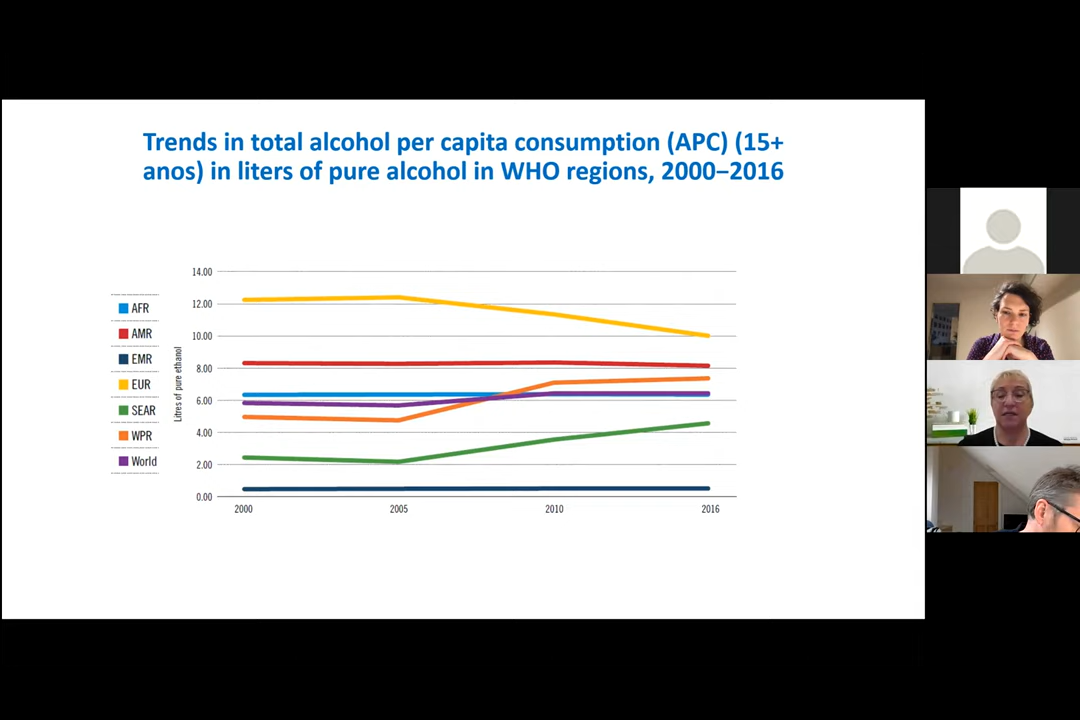 Trends in total alcohol per capita consumption (APC) (15+
anos) in liters of pure alcohol in WHO regions, 2000–2016
AFR
AMR
EMR
EUR
SEAR
WPR
World
Litres of pure ethanol
14.00
12.00
10.00
8.00
6.00
4.00
2.00
0.00
2000 2005 2010 2016